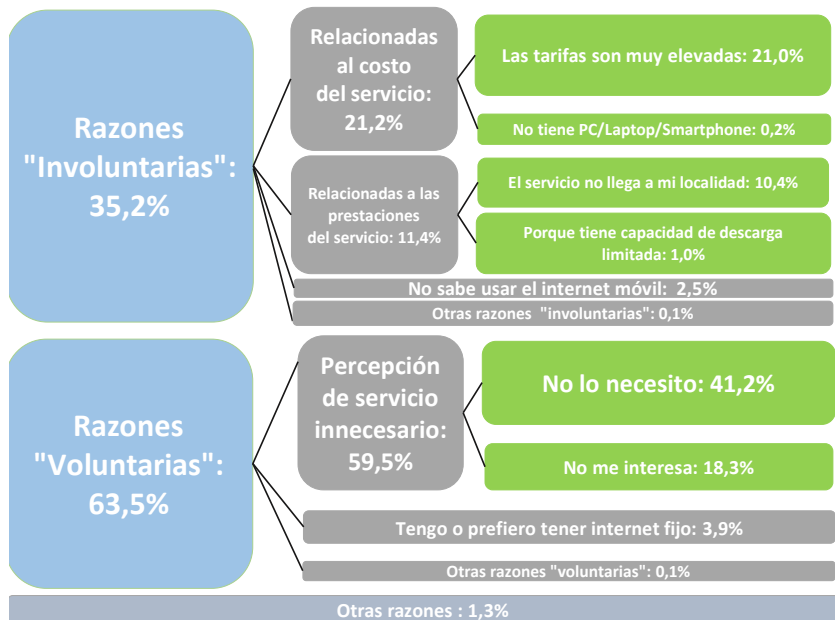 Razones
"Involuntarias":
35,2%
Relacionadas
al costo
del servicio:
21,2%
Las tarifas son muy elevadas: 21,0%
No tiene PC/Laptop/Smartphone: 0,2%
Relacionadas a las
prestaciones
del servicio: 11,4%
El servicio no llega a mi localidad: 10,4%
Porque tiene capacidad de descarga
limitada: 1,0%
No sabe usar el internet móvil: 2,5%
Otras razones "involuntarias": 0,1%
Razones
"Voluntarias":
63,5%
Percepción
de servicio
innecesario:
59,5%
No lo necesito: 41,2%
No me interesa: 18,3%
Tengo o prefiero tener internet fijo: 3,9%
Otras razones "voluntarias": 0,1%
Otras razones : 1,3%